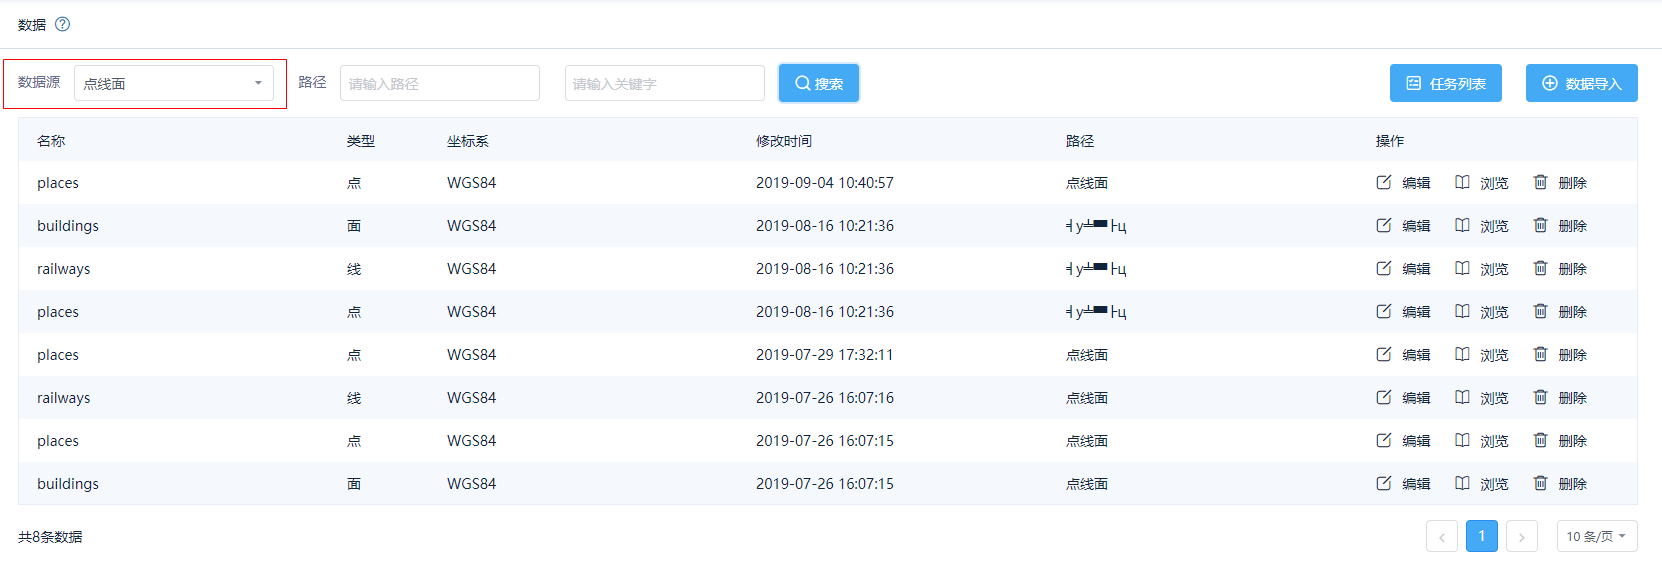 数据
数据源 点线面 路径 请输入路径 请输入关键字 搜索 任务列表 数据导入
名称 类型 坐标系 修改时间 路径 操作
places 点 WGS84 2019-09-04 10:40:57 点线面 编辑 浏览 删除
buildings 面 WGS84 2019-08-16 10:21:36 ╡у╧▀├ц 编辑 浏览 删除
railways 线 WGS84 2019-08-16 10:21:36 ╡у╧▀├ц 编辑 浏览 删除
places 点 WGS84 2019-08-16 10:21:36 ╡у╧▀├ц 编辑 浏览 删除
places 点 WGS84 2019-07-29 17:32:11 点线面 编辑 浏览 删除
railways 线 WGS84 2019-07-26 16:07:16 点线面 编辑 浏览 删除
places 点 WGS84 2019-07-26 16:07:15 点线面 编辑 浏览 删除
buildings 面 WGS84 2019-07-26 16:07:15 点线面 编辑 浏览 删除
共8条数据 1 10 条/页